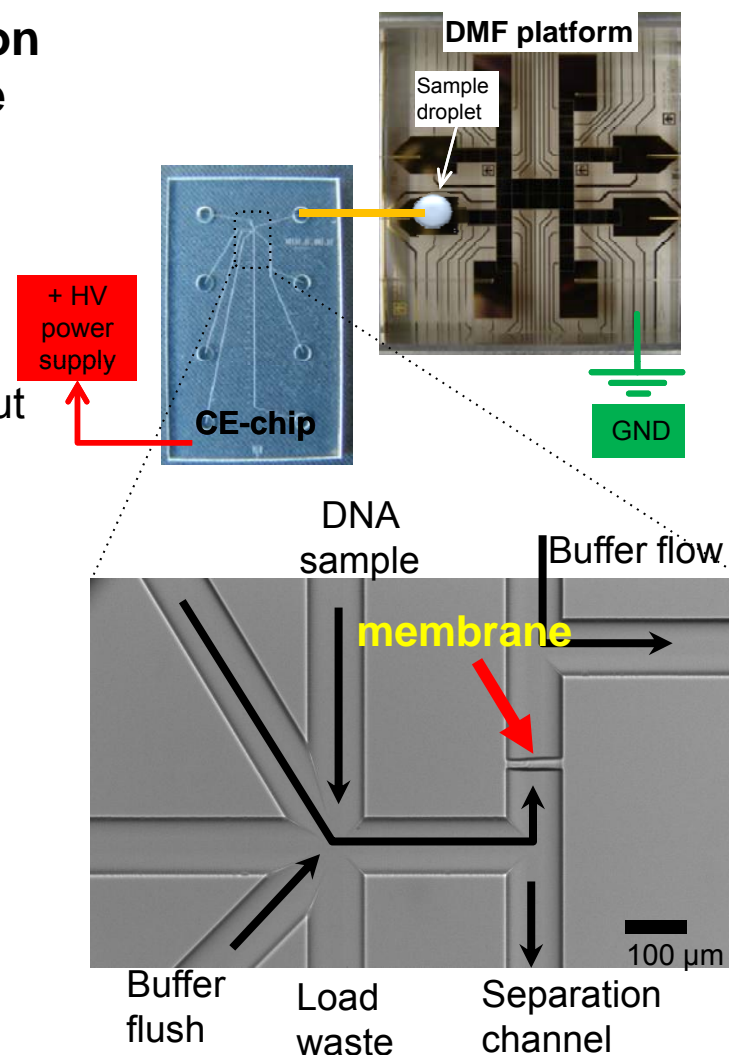 on
e
DMF platform
Sample
droplet
+ HV
power
supply
ut
CE-chip
GND
DNA
sample
Buffer flow
membrane
100 µm
Buffer
flush
Load
waste
Separation
channel